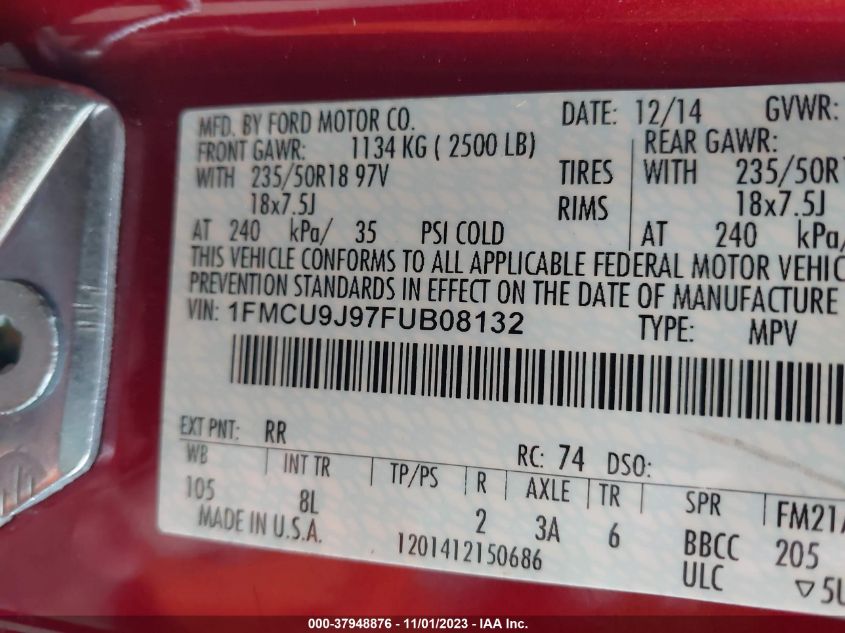 MFD. BY FORD MOTOR CO. DATE: 12/14 GVWR:
FRONT GAWR: 1134 KG ( 2500 LB) REAR GAWR:
WITH 235/50R18 97V TIRES WITH 235/50R1
18x7.5J RIMS 18x7.5J
AT 240 kPa/ 35 PSI COLD AT 240 kPa/
THIS VEHICLE CONFORMS TO ALL APPLICABLE FEDERAL MOTOR VEHIC
PREVENTION STANDARDS IN EFFECT ON THE DATE OF MANUFACTURE
VIN: 1FMCU9J97FUB08132 TYPE: MPV
EXT PNT: RR RC: 74 DSO:
WB INT TR TP/PS R AXLE TR SPR FM21
105 8L 2 3A 6 BBCC 205
MADE IN U.S.A. 1201412150686 ULC ▽5U
000-37948876 - 11/01/2023 - IAA Inc.